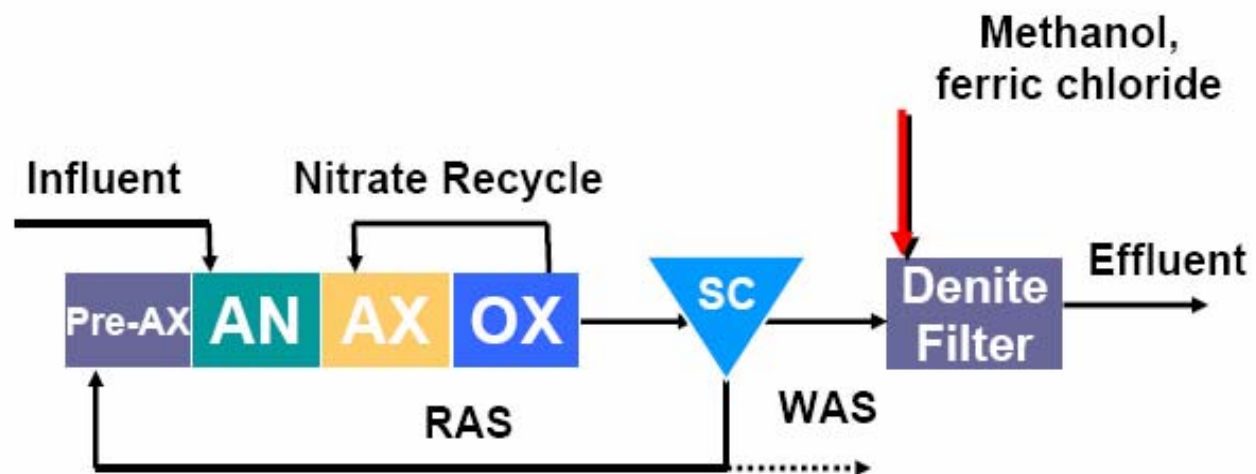 Methanol,
ferric chloride
Influent
Nitrate Recycle
Effluent
Pre-AX
AN
AX
OX
SC
Denite
Filter
RAS
WAS